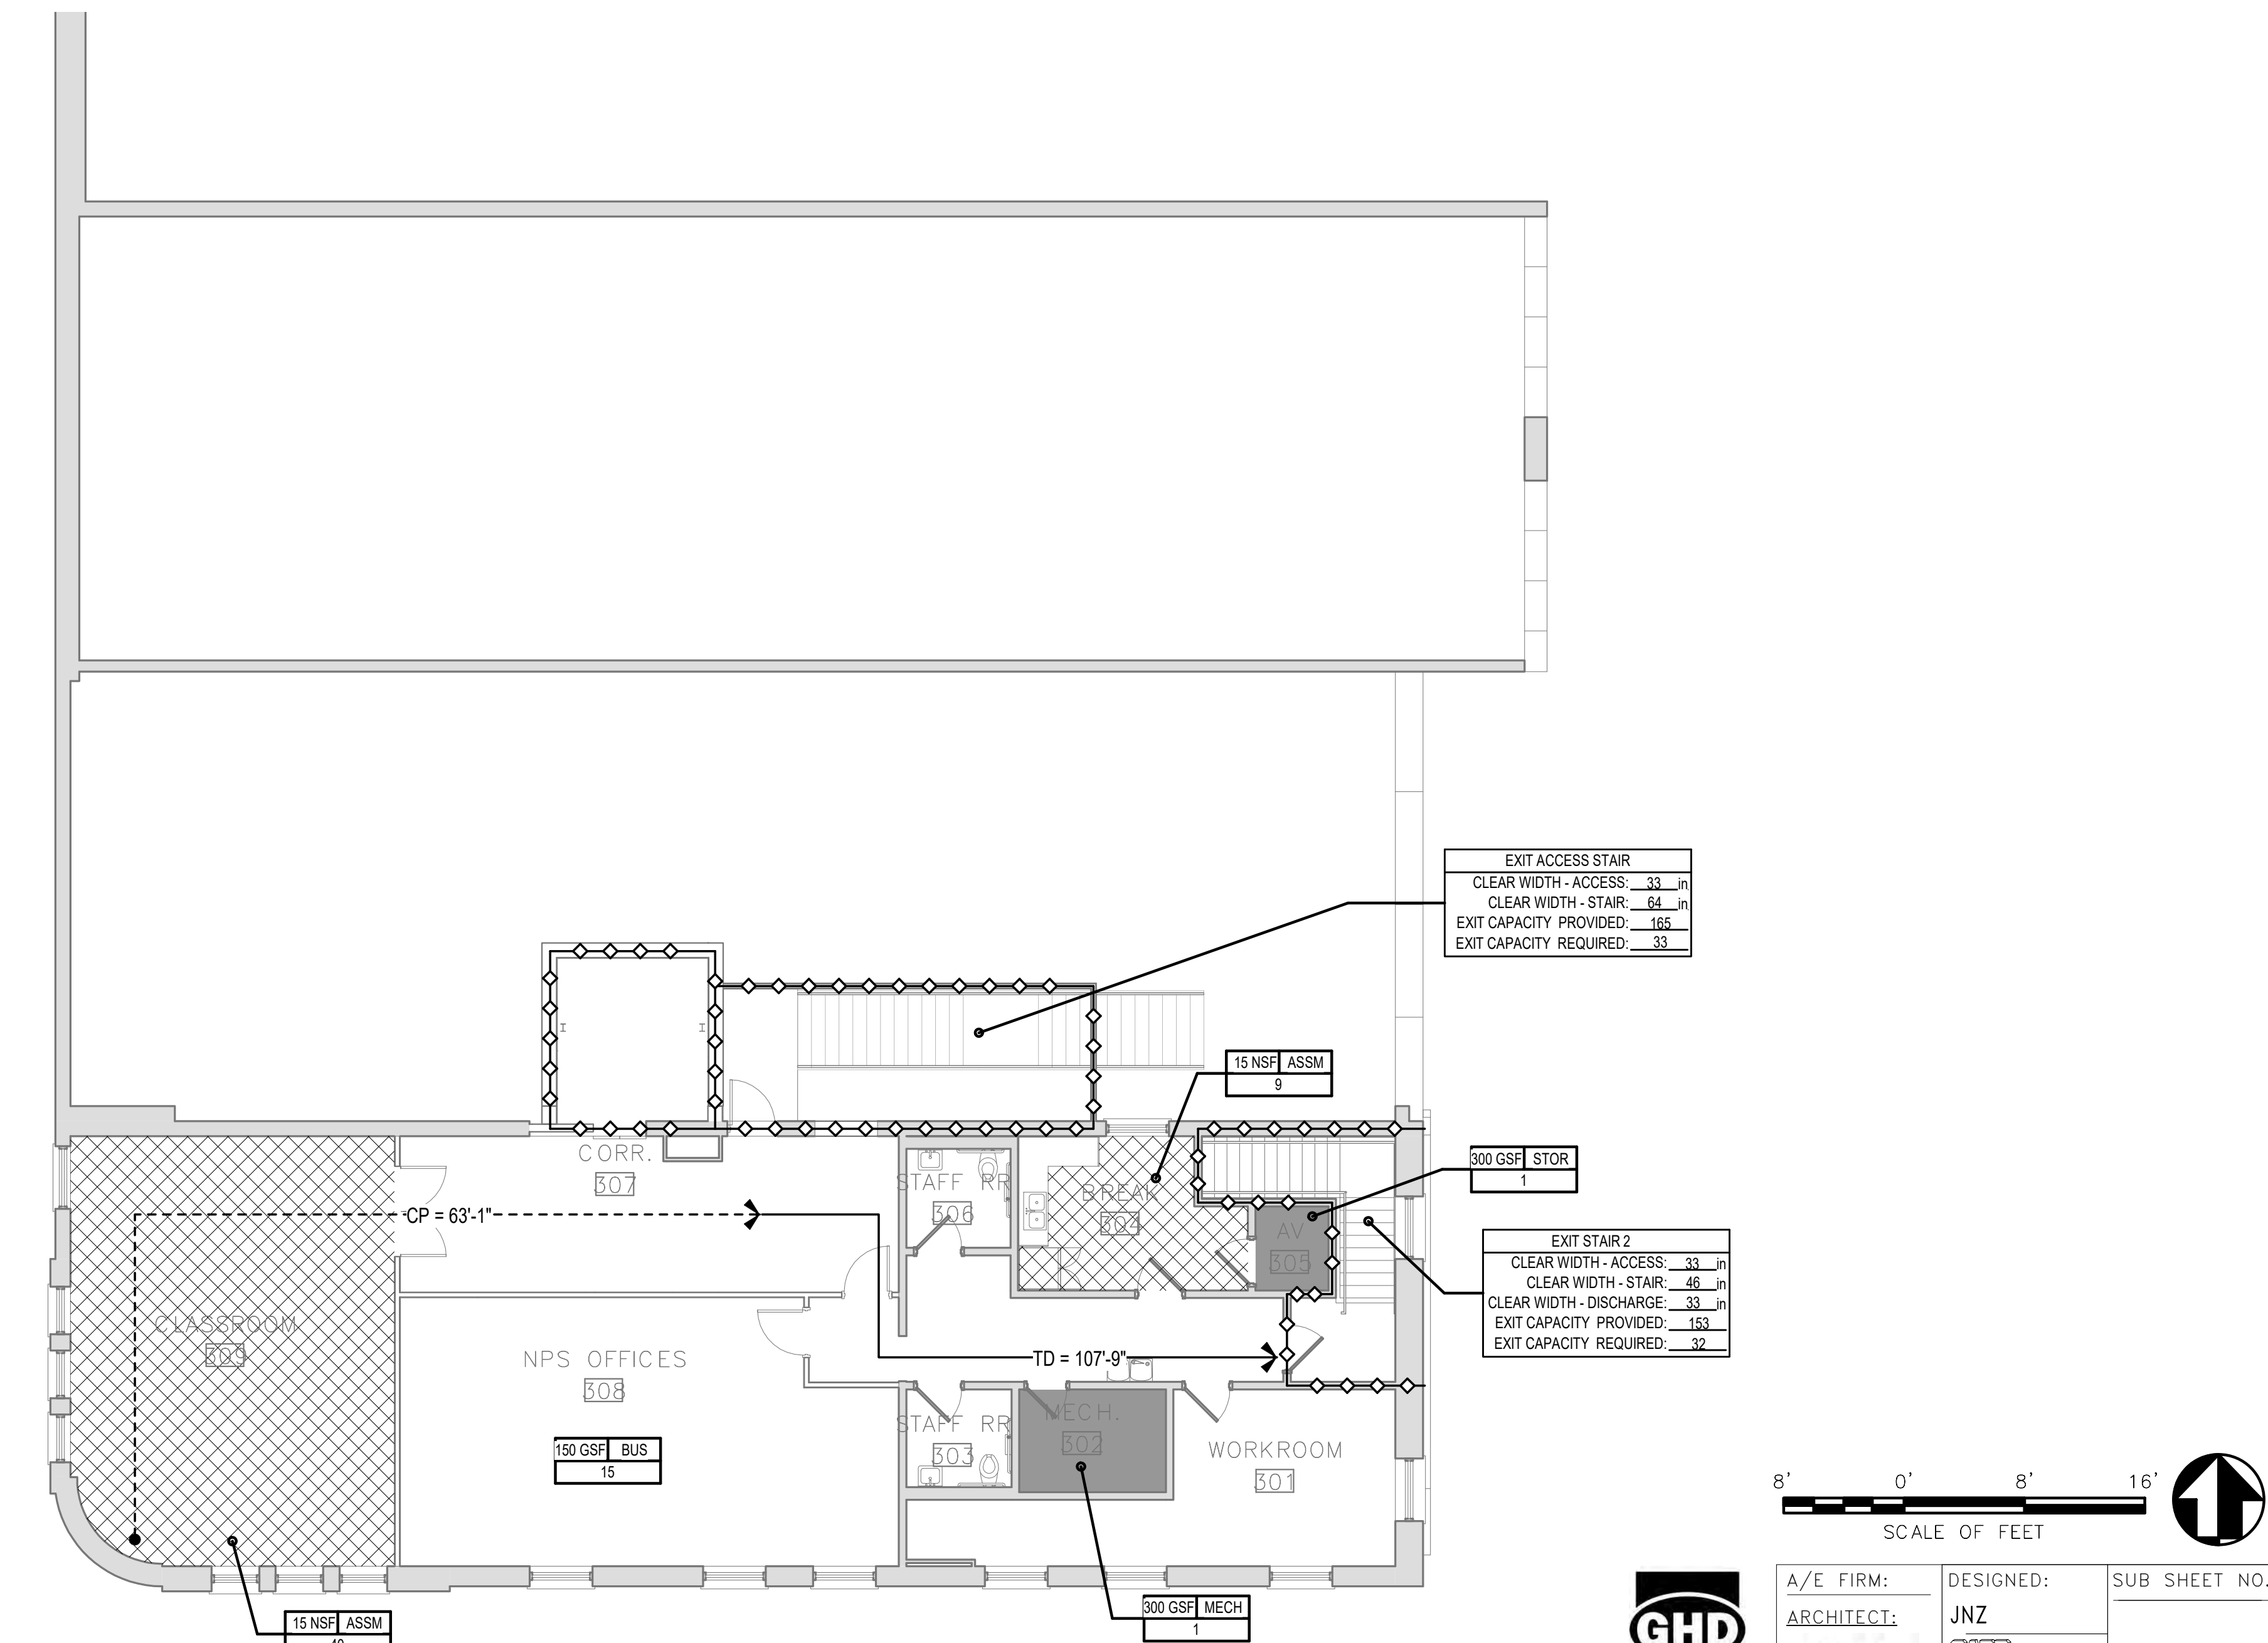 EXIT ACCESS STAIR
CLEAR WIDTH - ACCESS: 33 in
CLEAR WIDTH - STAIR: 64 in
EXIT CAPACITY PROVIDED: 165
EXIT CAPACITY REQUIRED: 33
15 NSF ASSM
9
CORR.
307
STAFF RR
306
BREAK
304
300 GSF STOR
1
CP = 63'-1"
AV
305
EXIT STAIR 2
CLEAR WIDTH - ACCESS: 33 in
CLEAR WIDTH - STAIR: 46 in
CLEAR WIDTH - DISCHARGE: 33 in
EXIT CAPACITY PROVIDED: 153
EXIT CAPACITY REQUIRED: 32
CLASSROOM
309
NPS OFFICES
308
TD = 107'-9"
150 GSF BUS
15
STAFF RR
303
MECH.
302
WORKROOM
301
8' 0' 8' 16'
SCALE OF FEET
15 NSF ASSM
300 GSF MECH
1
GHD
A/E FIRM:
ARCHITECT:
DESIGNED:
JNZ
SUB SHEET NO.